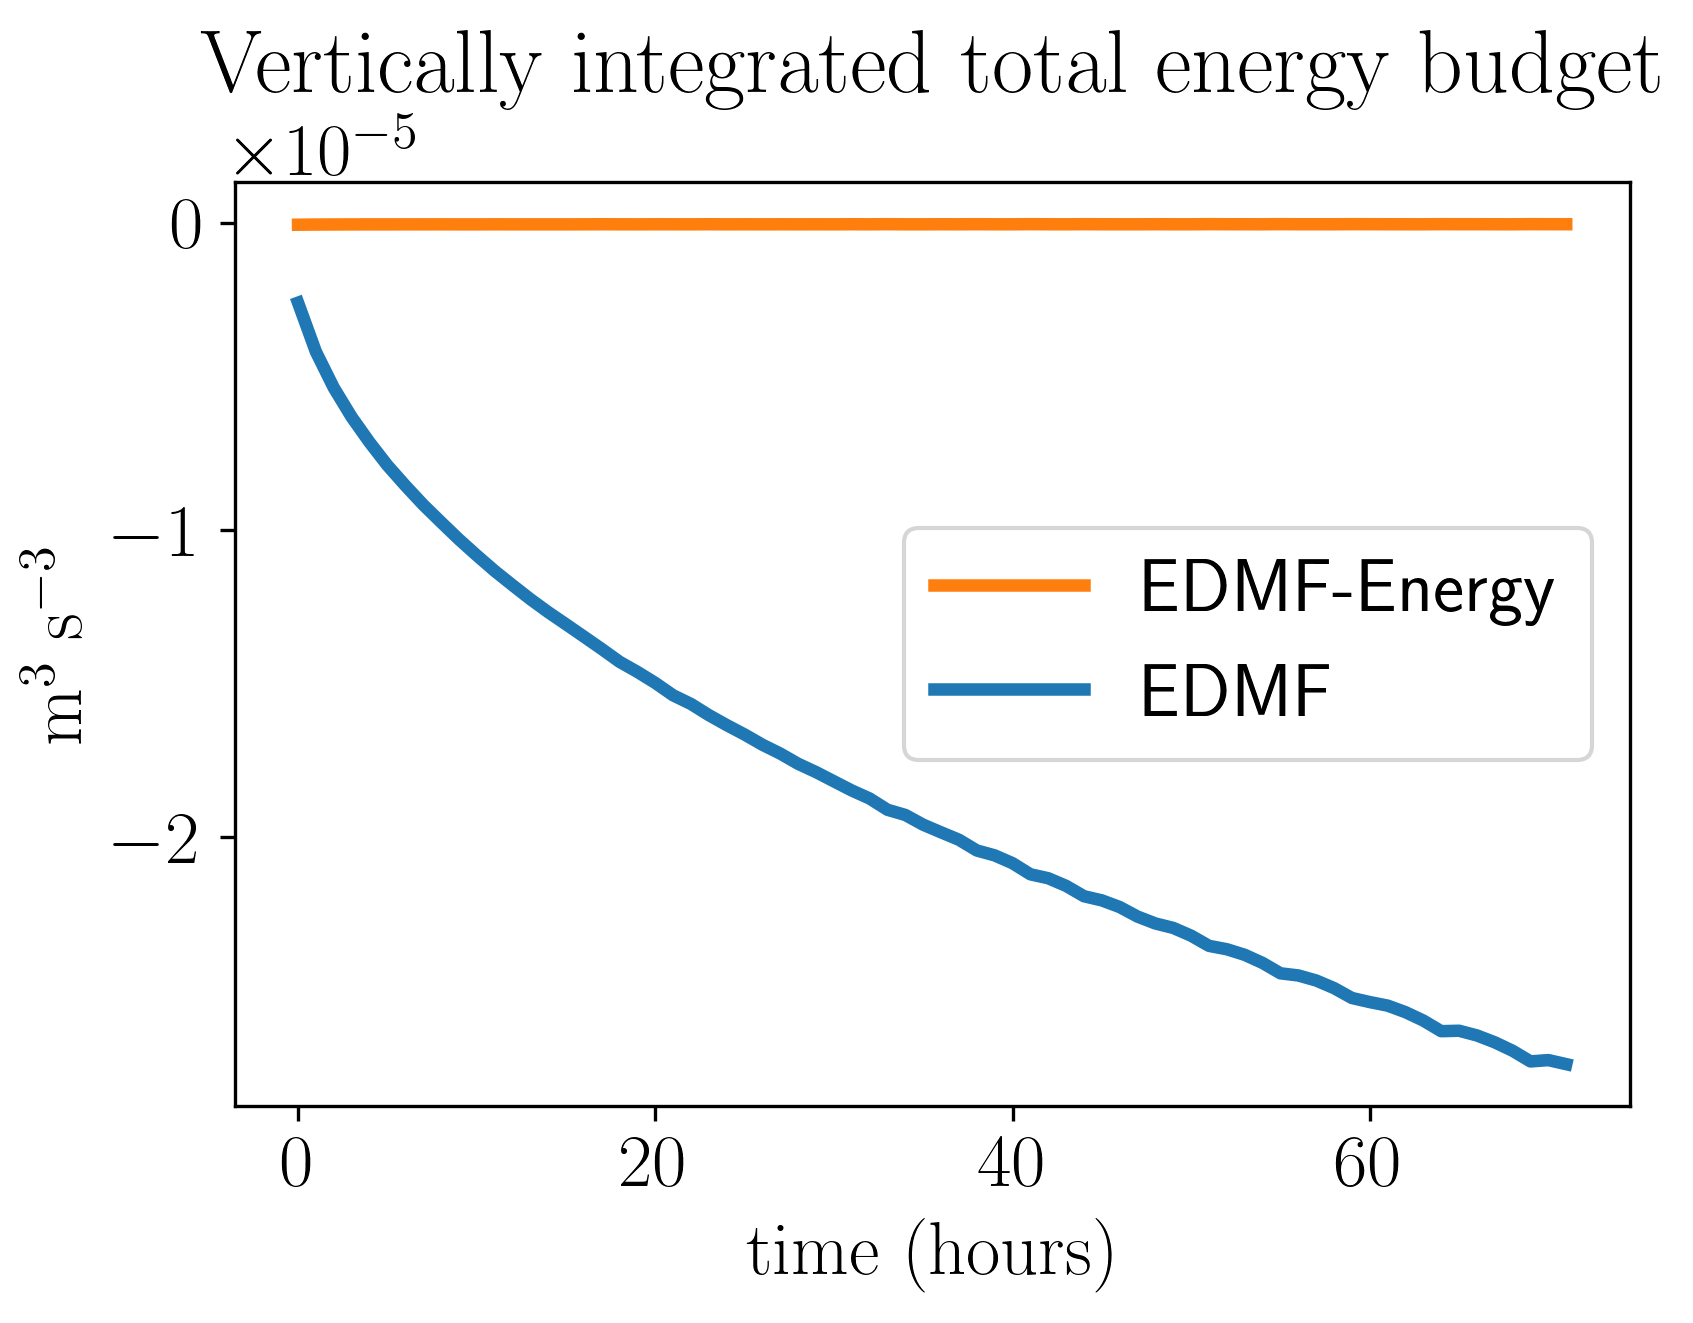 Vertically integrated total energy budget
×10⁻⁵
0
−1
−2
m³ s⁻³
EDMF-Energy
EDMF
0 20 40 60
time (hours)